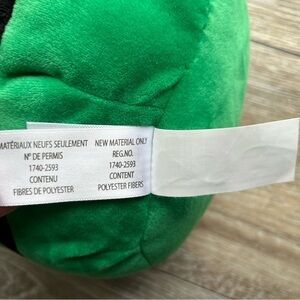 MATÉRIAUX NEUFS SEULEMENT
N° DE PERMIS
1740-2593
CONTENU
FIBRES DE POLYESTER
NEW MATERIAL ONLY
REG.NO.
1740-2593
CONTENT
POLYESTER FIBERS